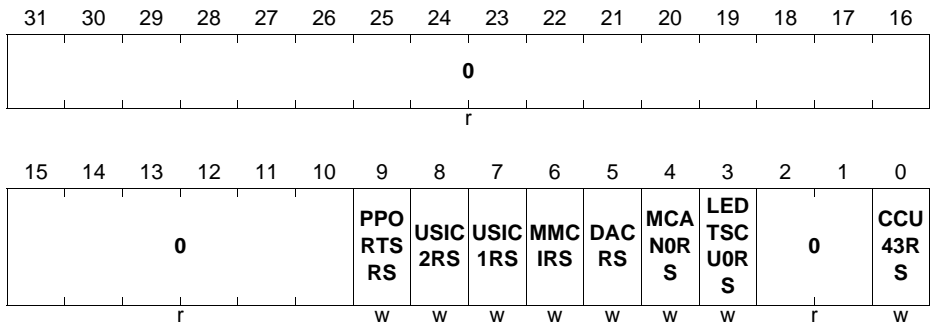 31 30 29 28 27 26 25 24 23 22 21 20 19 18 17 16
0
r
15 14 13 12 11 10 9 8 7 6 5 4 3 2 1 0
0 PPO RTS RS USIC 2RS USIC 1RS MMC IRS DAC RS MCA N0R S LED TSC U0R S 0 CCU 43R S
r w w w w w w w r w